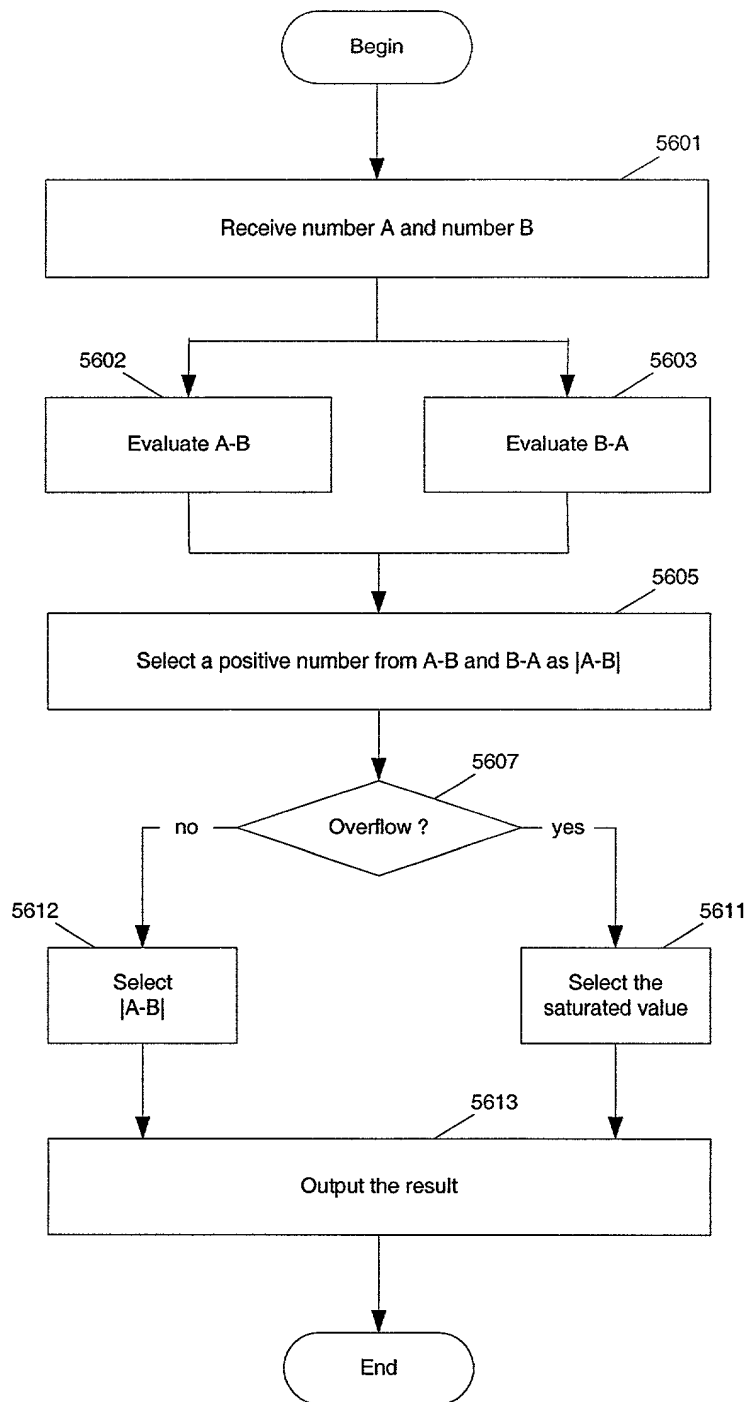 Begin
5601
Receive number A and number B
5602
5603
Evaluate A-B
Evaluate B-A
5605
Select a positive number from A-B and B-A as |A-B|
5607
no
Overflow ?
yes
5612
5611
Select
|A-B|
Select the
saturated value
5613
Output the result
End